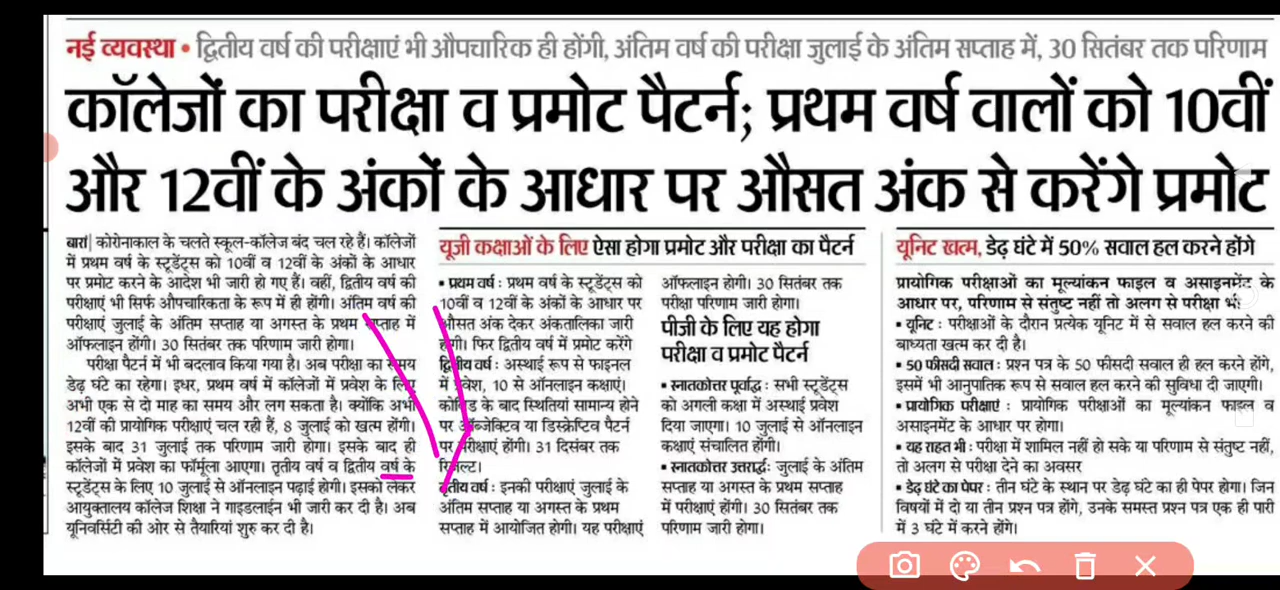 नई व्यवस्था • द्वितीय वर्ष की परीक्षाएं भी औपचारिक ही होंगी, अंतिम वर्ष की परीक्षा जुलाई के अंतिम सप्ताह में, 30 सितंबर तक परिणाम
कॉलेजों का परीक्षा व प्रमोट पैटर्न; प्रथम वर्ष वालों को 10वीं
और 12वीं के अंकों के आधार पर औसत अंक से करेंगे प्रमोट
बारां| कोरोनाकाल के चलते स्कूल-कॉलेज बंद चल रहे हैं। कॉलेजों
में प्रथम वर्ष के स्टूडेंट्स को 10वीं व 12वीं के अंकों के आधार
पर प्रमोट करने के आदेश भी जारी हो गए हैं। वहीं, द्वितीय वर्ष की
परीक्षाएं भी सिर्फ औपचारिकता के रूप में ही होंगी। अंतिम वर्ष की
परीक्षाएं जुलाई के अंतिम सप्ताह या अगस्त के प्रथम सप्ताह में
ऑफलाइन होंगी। 30 सितंबर तक परिणाम जारी होगा।
परीक्षा पैटर्न में भी बदलाव किया गया है। अब परीक्षा का समय
डेढ़ घंटे का रहेगा। इधर, प्रथम वर्ष में कॉलेजों में प्रवेश के लिए
अभी एक से दो माह का समय और लग सकता है। क्योंकि अभी
12वीं की प्रायोगिक परीक्षाएं चल रही हैं, 8 जुलाई को खत्म होंगी।
इसके बाद 31 जुलाई तक परिणाम जारी होगा। इसके बाद ही
कॉलेजों में प्रवेश का फॉर्मूला आएगा। तृतीय वर्ष व द्वितीय वर्ष के
स्टूडेंट्स के लिए 10 जुलाई से ऑनलाइन पढ़ाई होगी। इसको लेकर
आयुक्तालय कॉलेज शिक्षा ने गाइडलाईन भी जारी कर दी है। अब
यूनिवर्सिटी की ओर से तैयारियां शुरु कर दी है।
यूजी कक्षाओं के लिए ऐसा होगा प्रमोट और परीक्षा का पैटर्न
▪ प्रथम वर्ष : प्रथम वर्ष के स्टूडेंट्स को
10वीं व 12वीं के अंकों के आधार पर
औसत अंक देकर अंकतालिका जारी
होगी। फिर द्वितीय वर्ष में प्रमोट करेंगे
द्वितीय वर्ष : अस्थाई रूप से फाइनल
में प्रवेश, 10 से ऑनलाइन कक्षाएं।
कोविड के बाद स्थितियां सामान्य होने
पर ऑब्जेक्टिव या डिस्क्रेप्टिव पैटर्न
पर परीक्षाएं होंगी। 31 दिसंबर तक
रिजल्ट।
तृतीय वर्ष : इनकी परीक्षाएं जुलाई के
अंतिम सप्ताह या अगस्त के प्रथम
सप्ताह में आयोजित होगी। यह परीक्षाएं
ऑफलाइन होगी। 30 सितंबर तक
परीक्षा परिणाम जारी होगा।
पीजी के लिए यह होगा
परीक्षा व प्रमोट पैटर्न
▪ स्नातकोत्तर पूर्वाद्ध : सभी स्टूडेंट्स
को अगली कक्षा में अस्थाई प्रवेश
दिया जाएगा। 10 जुलाई से ऑनलाइन
कक्षाएं संचालित होंगी।
▪ स्नातकोत्तर उत्तरार्द्ध: जुलाई के अंतिम
सप्ताह या अगस्त के प्रथम सप्ताह
में परीक्षाएं होंगी। 30 सितंबर तक
परिणाम जारी होगा।
यूनिट खत्म, डेढ़ घंटे में 50% सवाल हल करने होंगे
प्रायोगिक परीक्षाओं का मूल्यांकन फाइल व असाइनमेंट के
आधार पर, परिणाम से संतुष्ट नहीं तो अलग से परीक्षा भी
▪ यूनिट : परीक्षाओं के दौरान प्रत्येक यूनिट में से सवाल हल करने की
बाध्यता खत्म कर दी है।
▪ 50 फीसदी सवाल : प्रश्न पत्र के 50 फीसदी सवाल ही हल करने होंगे,
इसमें भी आनुपातिक रूप से सवाल हल करने की सुविधा दी जाएगी।
▪ प्रायोगिक परीक्षाएं : प्रायोगिक परीक्षाओं का मूल्यांकन फाइल व
असाइनमेंट के आधार पर होगा।
▪ यह राहत भी : परीक्षा में शामिल नहीं हो सके या परिणाम से संतुष्ट नहीं,
तो अलग से परीक्षा देने का अवसर
▪ डेढ़ घंटे का पेपर : तीन घंटे के स्थान पर डेढ़ घंटे का ही पेपर होगा। जिन
विषयों में दो या तीन प्रश्न पत्र होंगे, उनके समस्त प्रश्न पत्र एक ही पारी
में 3 घंटे में करने होंगे।